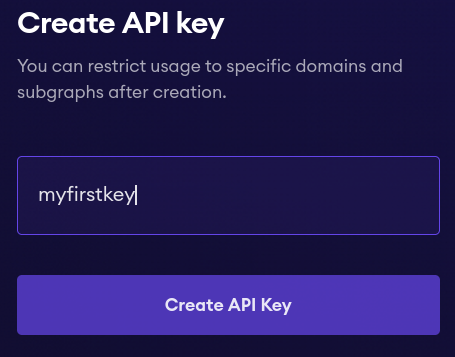 Create API key
You can restrict usage to specific domains and
subgraphs after creation.
myfirstkey
Create API Key